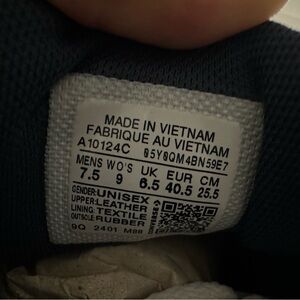 MADE IN VIETNAM
FABRIQUE AU VIETNAM
A10124C 05Y0QM4BN59E7
MENS WO'S UK EUR CM
7.5 9 6.5 40.5 25.5
GENDER: UNISEX
UPPER: LEATHER
LINING: TEXTILE
OUTSOLE: RUBBER
9Q 2401 M88